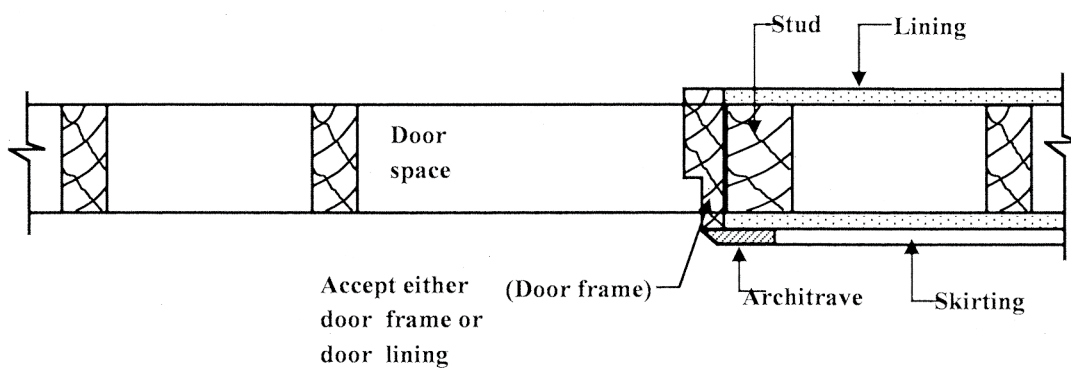 Stud
Lining
Door
space
Accept either
door frame or
door lining
(Door frame)
Architrave
Skirting